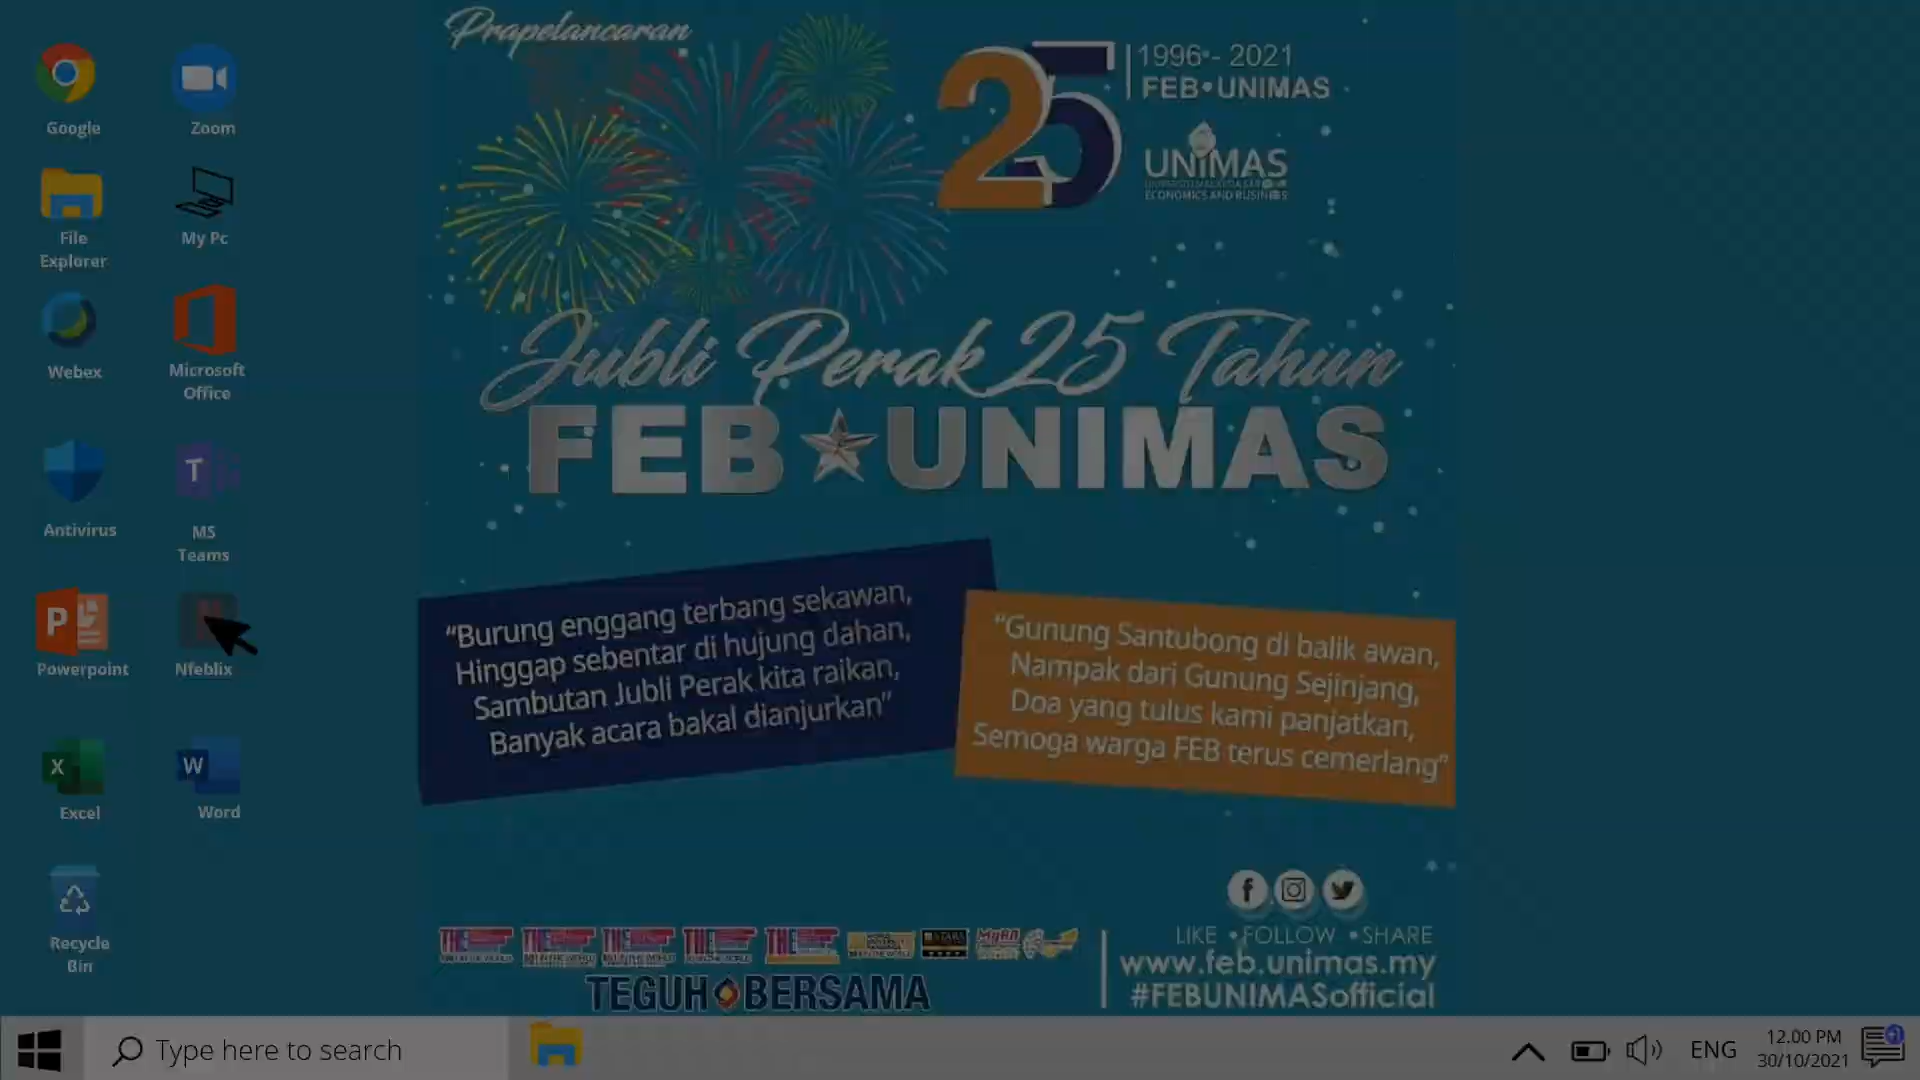 Prapelancaran
25
1996 - 2021
FEB•UNIMAS
UNIMAS
ECONOMICS AND BUSINESS
Jubli Perak 25 Tahun
FEB★UNIMAS
"Burung enggang terbang sekawan,
Hinggap sebentar di hujung dahan,
Sambutan Jubli Perak kita raikan,
Banyak acara bakal dianjurkan"
"Gunung Santubong di balik awan,
Nampak dari Gunung Sejinjang,
Doa yang tulus kami panjatkan,
Semoga warga FEB terus cemerlang"
LIKE •FOLLOW •SHARE
www.feb.unimas.my
#FEBUNIMASofficial
TEGUH BERSAMA
Google
Zoom
File
Explorer
My Pc
Webex
Microsoft
Office
Antivirus
T
MS
Teams
P
Powerpoint
Nfeblix
X
Excel
W
Word
Recycle
Bin
Type here to search
ENG
12.00 PM
30/10/2021